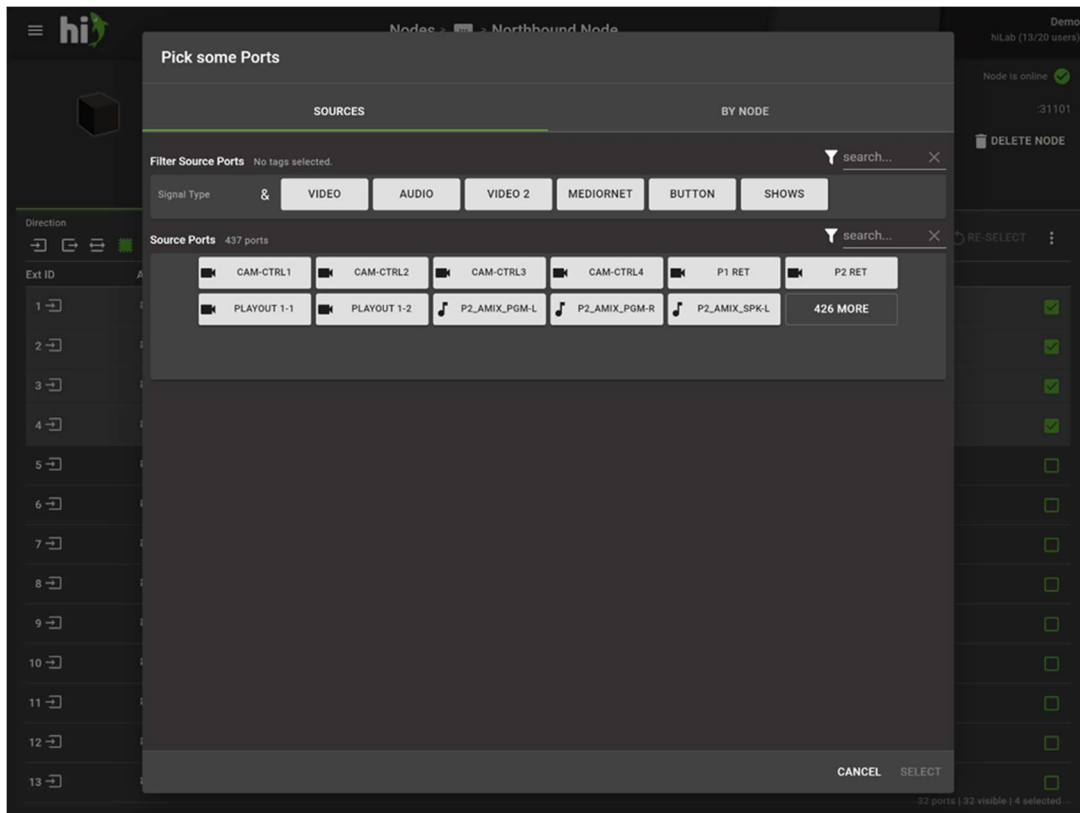 hi
Nodes > > Northbound Node
Demo
hiLab (13/20 users)
Pick some Ports
Node is online
:31101
DELETE NODE
SOURCES
BY NODE
Filter Source Ports No tags selected.
search...
Signal Type & VIDEO AUDIO VIDEO 2 MEDIORNET BUTTON SHOWS
Direction
Source Ports 437 ports
search...
RE-SELECT
Ext ID
CAM-CTRL1 CAM-CTRL2 CAM-CTRL3 CAM-CTRL4 P1 RET P2 RET
PLAYOUT 1-1 PLAYOUT 1-2 P2_AMIX_PGM-L P2_AMIX_PGM-R P2_AMIX_SPK-L 426 MORE
1
2
3
4
5
6
7
8
9
10
11
12
13
CANCEL SELECT
32 ports | 32 visible | 4 selected